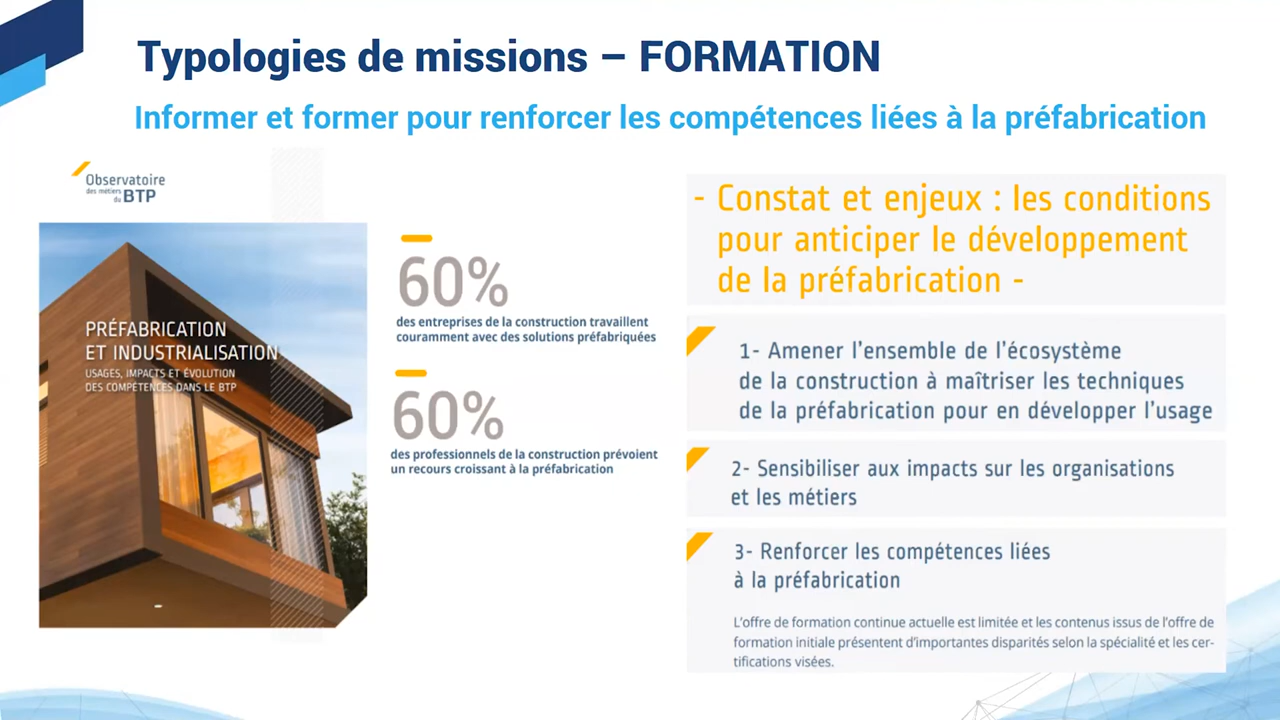 Typologies de missions – FORMATION
Informer et former pour renforcer les compétences liées à la préfabrication
Observatoire
des métiers
du BTP
PRÉFABRICATION
ET INDUSTRIALISATION
USAGES, IMPACTS ET ÉVOLUTION
DES COMPÉTENCES DANS LE BTP
60%
des entreprises de la construction travaillent
couramment avec des solutions préfabriquées
60%
des professionnels de la construction prévoient
un recours croissant à la préfabrication
- Constat et enjeux : les conditions
pour anticiper le développement
de la préfabrication -
1- Amener l'ensemble de l'écosystème
de la construction à maîtriser les techniques
de la préfabrication pour en développer l'usage
2- Sensibiliser aux impacts sur les organisations
et les métiers
3- Renforcer les compétences liées
à la préfabrication
L'offre de formation continue actuelle est limitée et les contenus issus de l'offre de
formation initiale présentent d'importantes disparités selon la spécialité et les cer-
tifications visées.